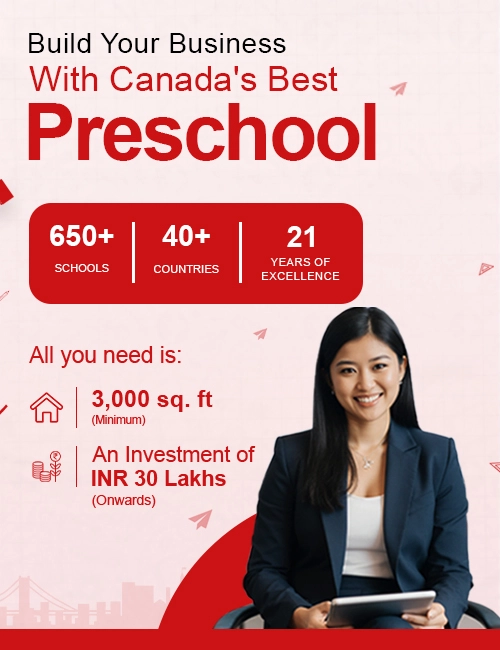 Build Your Business
With Canada's Best
Preschool
650+
SCHOOLS
40+
COUNTRIES
21
YEARS OF
EXCELLENCE
All you need is:
3,000 sq. ft
(Minimum)
An Investment of
INR 30 Lakhs
(Onwards)